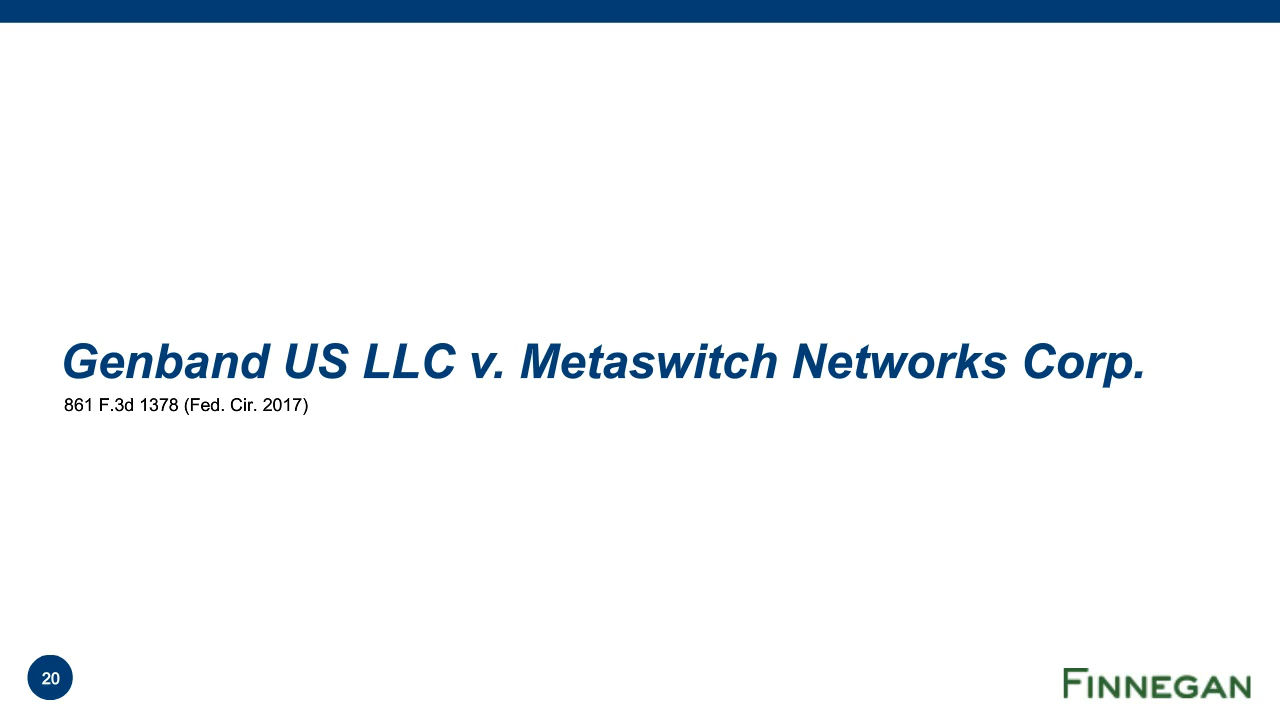 Genband US LLC v. Metaswitch Networks Corp.
861 F.3d 1378 (Fed. Cir. 2017)
20
FINNEGAN